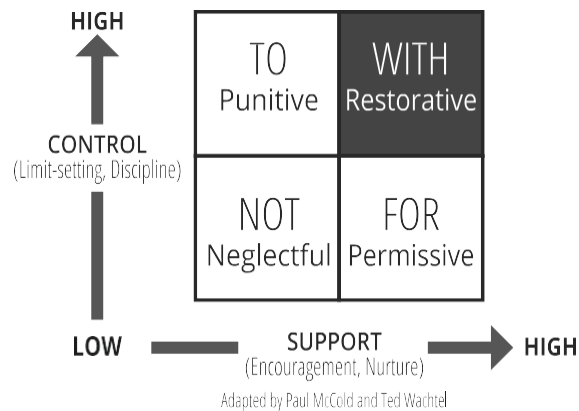 HIGH
TO
Punitive
WITH
Restorative
CONTROL
(Limit-setting, Discipline)
NOT
Neglectful
FOR
Permissive
LOW
SUPPORT
(Encouragement, Nurture)
HIGH
Adapted by Paul McCold and Ted Wachtel